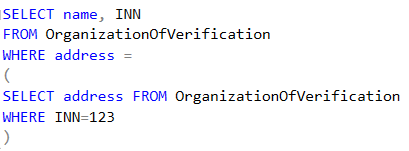 SELECT name, INN
FROM OrganizationOfVerification
WHERE address =
(
SELECT address FROM OrganizationOfVerification
WHERE INN=123
)